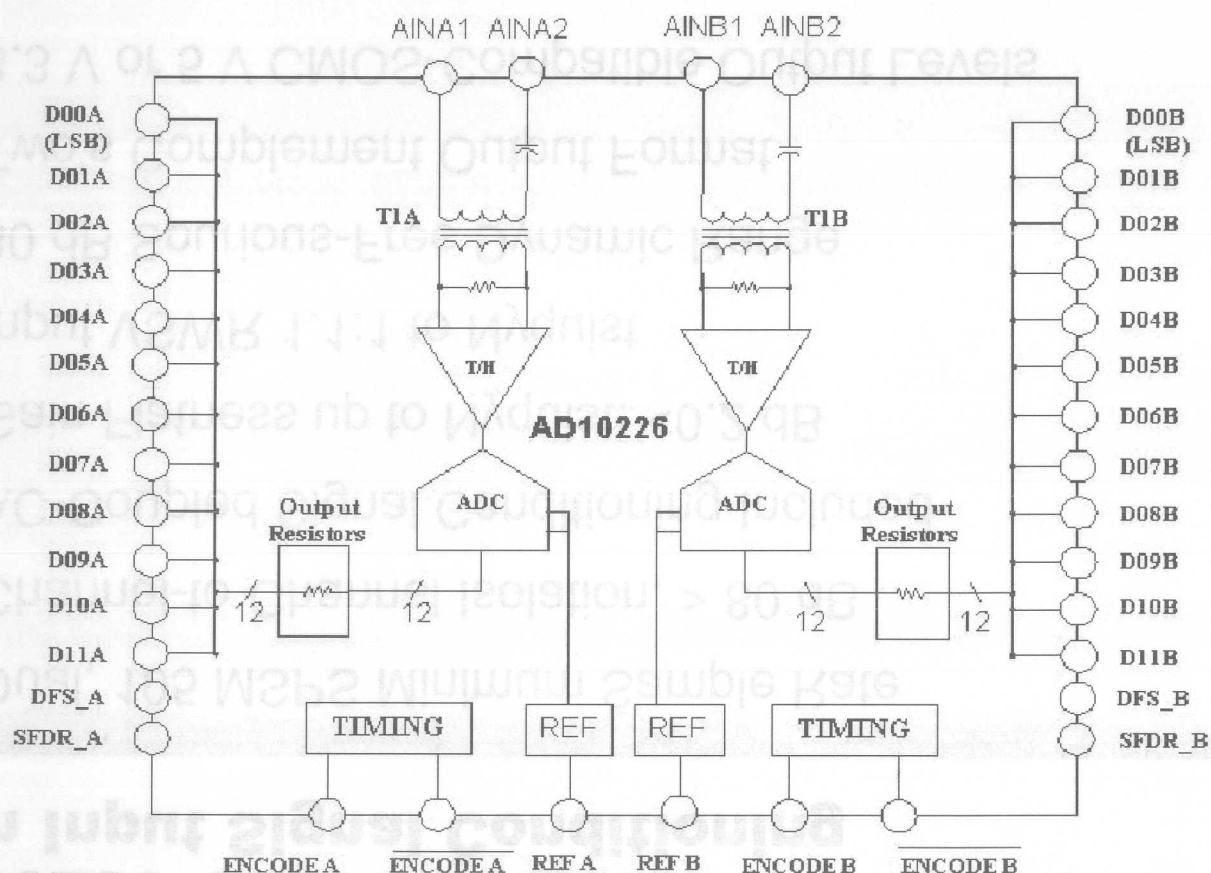 AINA1 AINA2 AINB1 AINB2
D00A
(LSB)
D01A
D02A
D03A
D04A
D05A
D06A
D07A
D08A
D09A
D10A
D11A
DFS_A
SFDR_A
T1A
T1B
T/H
T/H
AD10226
ADC
ADC
Output
Resistors
Output
Resistors
12
12
12
12
TIMING
REF
REF
TIMING
D00B
(LSB)
D01B
D02B
D03B
D04B
D05B
D06B
D07B
D08B
D09B
D10B
D11B
DFS_B
SFDR_B
ENCODE A
ENCODE A
REF A
REF B
ENCODE B
ENCODE B